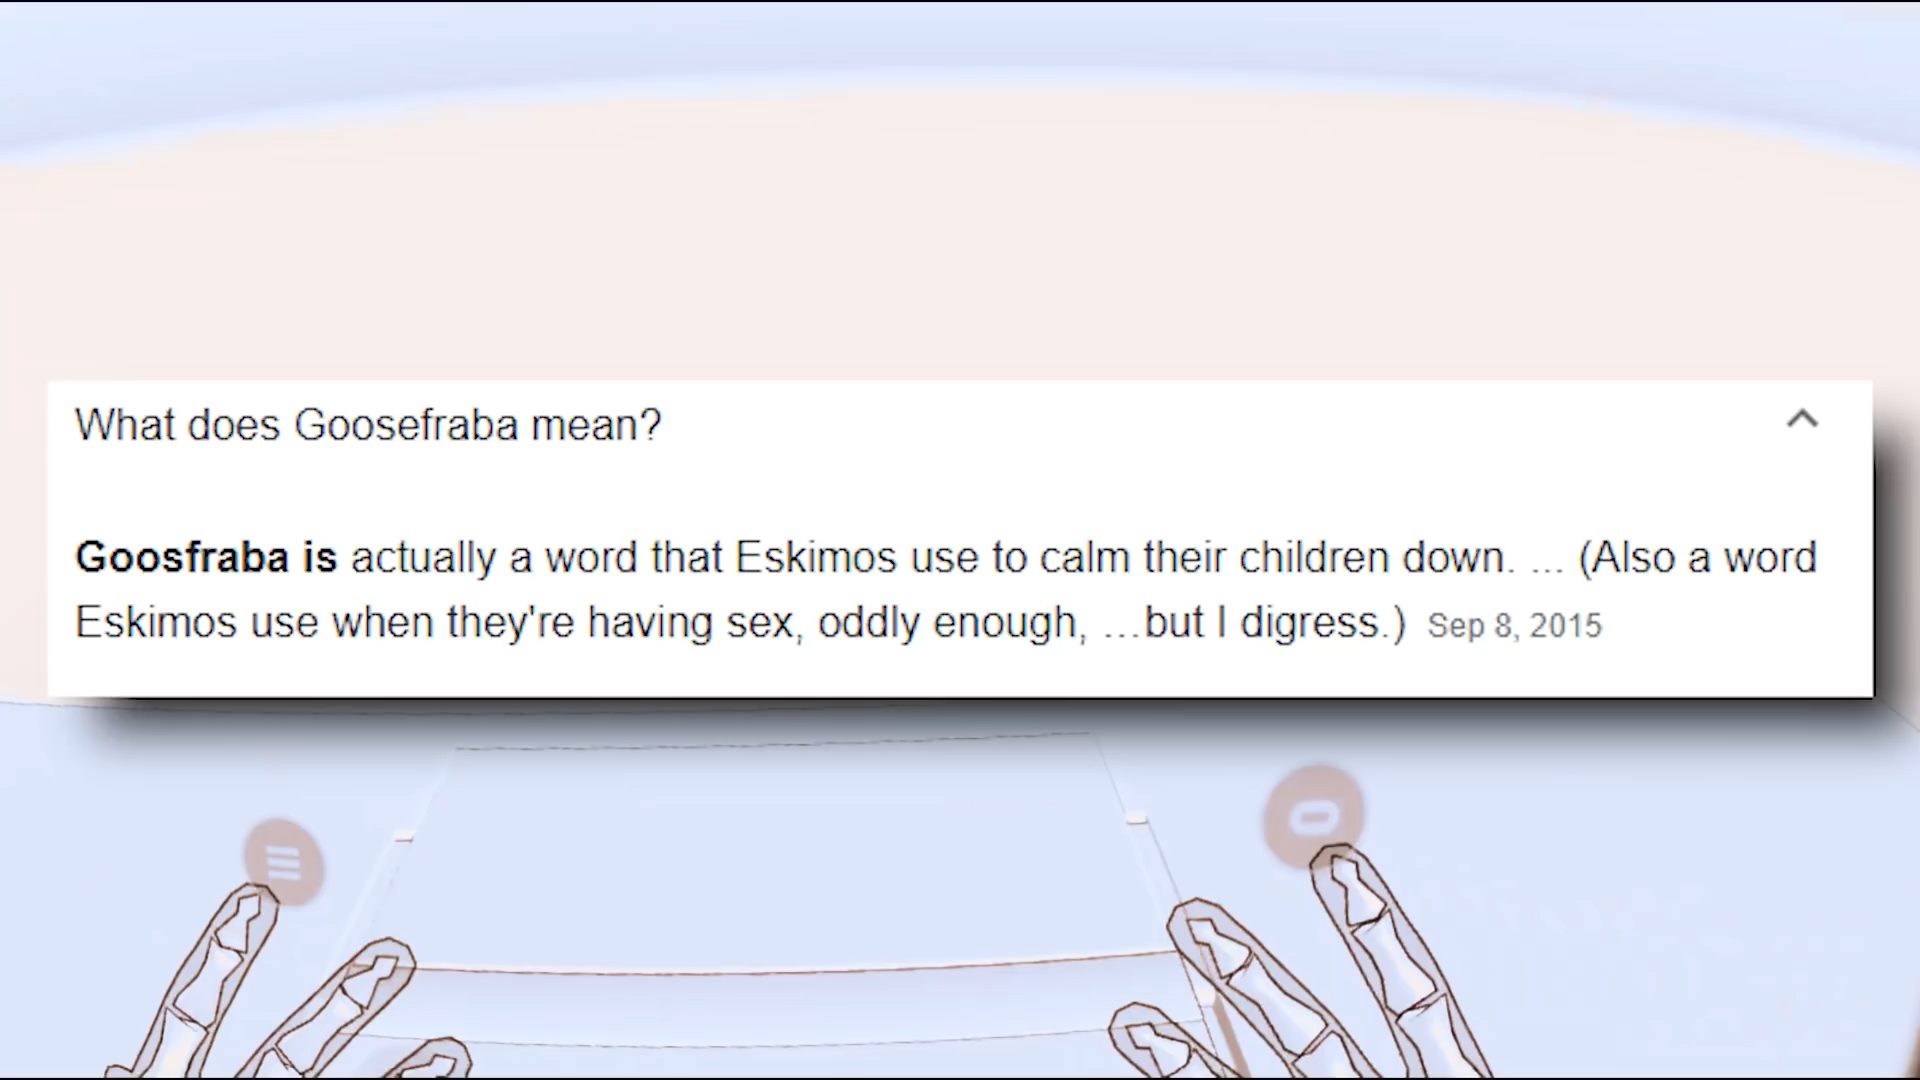 What does Goosefraba mean?
Goosfraba is actually a word that Eskimos use to calm their children down. ... (Also a word
Eskimos use when they're having sex, oddly enough, ...but I digress.) Sep 8, 2015